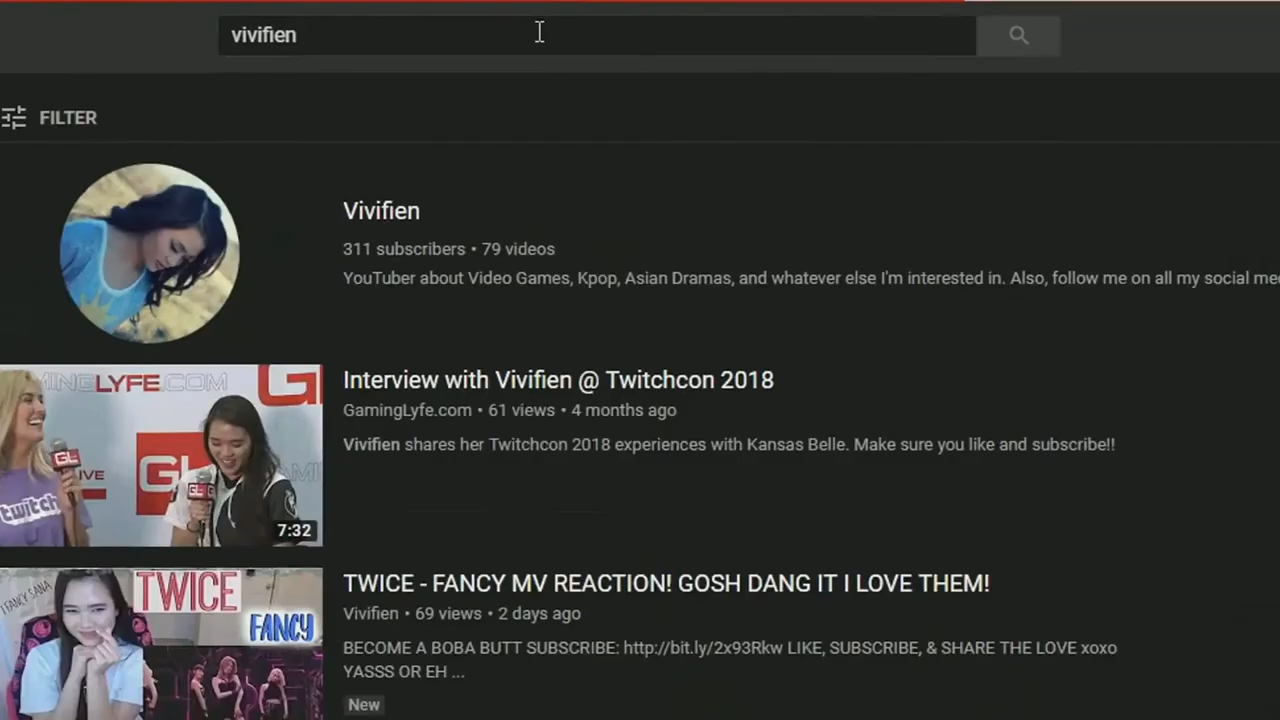 vivifien
FILTER
Vivifien
311 subscribers • 79 videos
YouTuber about Video Games, Kpop, Asian Dramas, and whatever else I'm interested in. Also, follow me on all my social
Interview with Vivifien @ Twitchcon 2018
GamingLyfe.com • 61 views • 4 months ago
Vivifien shares her Twitchcon 2018 experiences with Kansas Belle. Make sure you like and subscribe!!
MINGLYFE.COM
GL
GL
twitch
7:32
TWICE - FANCY MV REACTION! GOSH DANG IT I LOVE THEM!
Vivifien • 69 views • 2 days ago
BECOME A BOBA BUTT SUBSCRIBE: http://bit.ly/2x93Rkw LIKE, SUBSCRIBE, & SHARE THE LOVE xoxo
YASSS OR EH ...
New
TWICE
FANCY